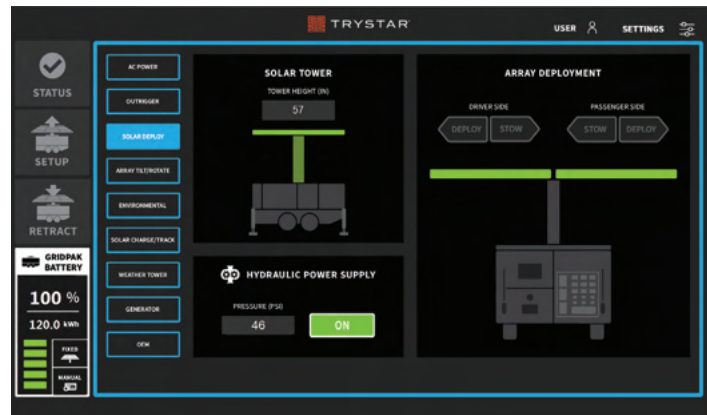 TRYSTAR
USER
SETTINGS
STATUS
SETUP
RETRACT
GRIDPAK
BATTERY
100 %
120.0 kWh
FIXED
MANUAL
AC POWER
OUTRIGGER
SOLAR DEPLOY
ARRAY TILT/ROTATE
ENVIRONMENTAL
SOLAR CHARGE/TRACK
WEATHER TOWER
GENERATOR
OEM
SOLAR TOWER
TOWER HEIGHT (IN)
57
HYDRAULIC POWER SUPPLY
PRESSURE (PSI)
46
ON
ARRAY DEPLOYMENT
DRIVER SIDE
PASSENGER SIDE
DEPLOY STOW
STOW DEPLOY